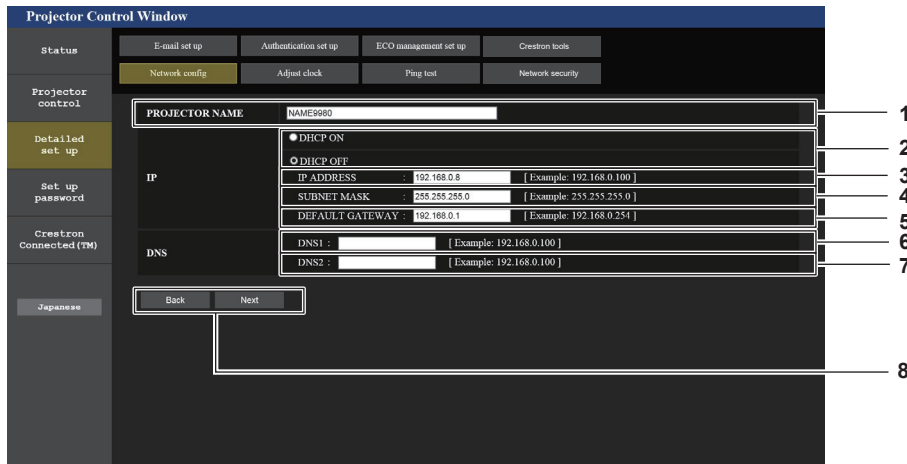 Projector Control Window
Status
E-mail set up
Authentication set up
ECO management set up
Crestron tools
Network config
Adjust clock
Ping test
Network security
Projector
control
Detailed
set up
Set up
password
Crestron
Connected(TM)
Japanese
PROJECTOR NAME NAME9980 1
DHCP ON 2
DHCP OFF
IP
IP ADDRESS : 192.168.0.8 [ Example: 192.168.0.100 ] 3
SUBNET MASK : 255.255.255.0 [ Example: 255.255.255.0 ] 4
DEFAULT GATEWAY : 192.168.0.1 [ Example: 192.168.0.254 ] 5
DNS
DNS1 : [ Example: 192.168.0.100 ] 6
DNS2 : [ Example: 192.168.0.100 ] 7
Back Next
8